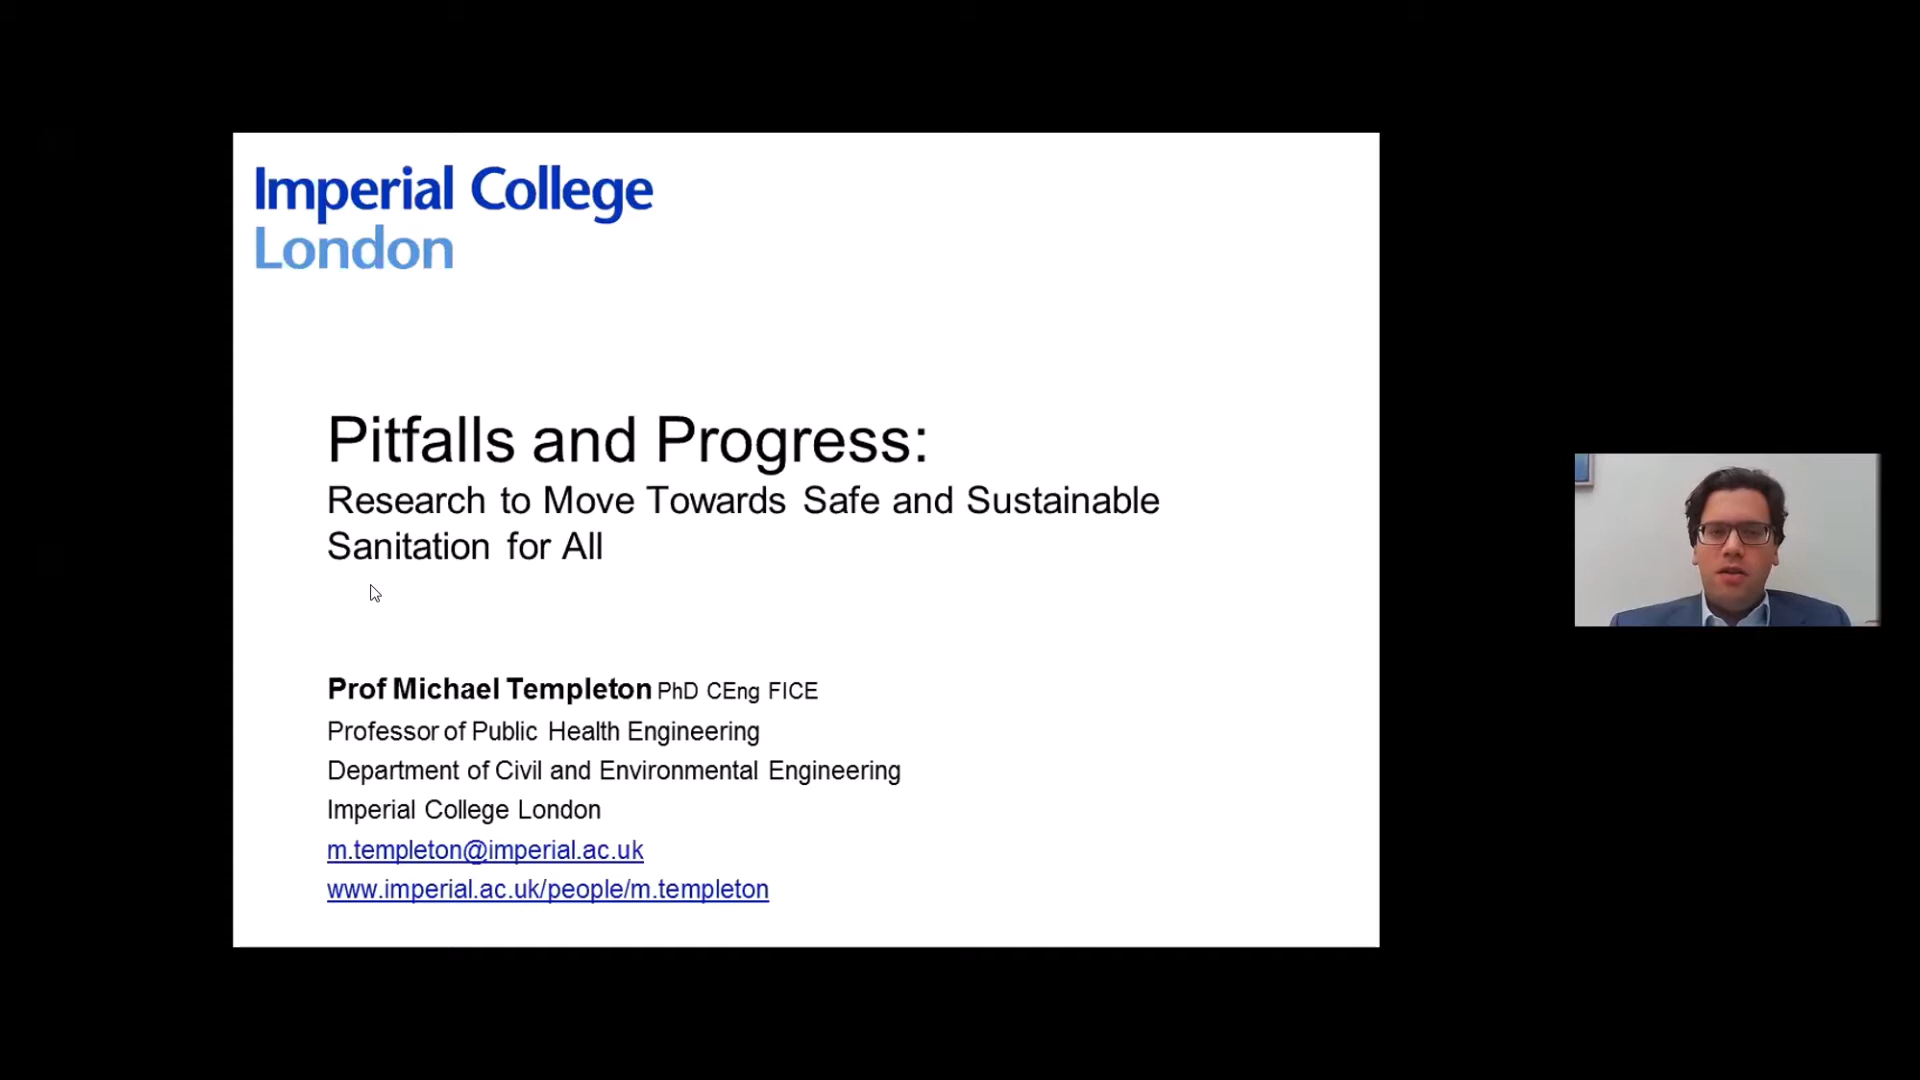 Imperial College
London
Pitfalls and Progress:
Research to Move Towards Safe and Sustainable
Sanitation for All
Prof Michael Templeton PhD CEng FICE
Professor of Public Health Engineering
Department of Civil and Environmental Engineering
Imperial College London
m.templeton@imperial.ac.uk
www.imperial.ac.uk/people/m.templeton